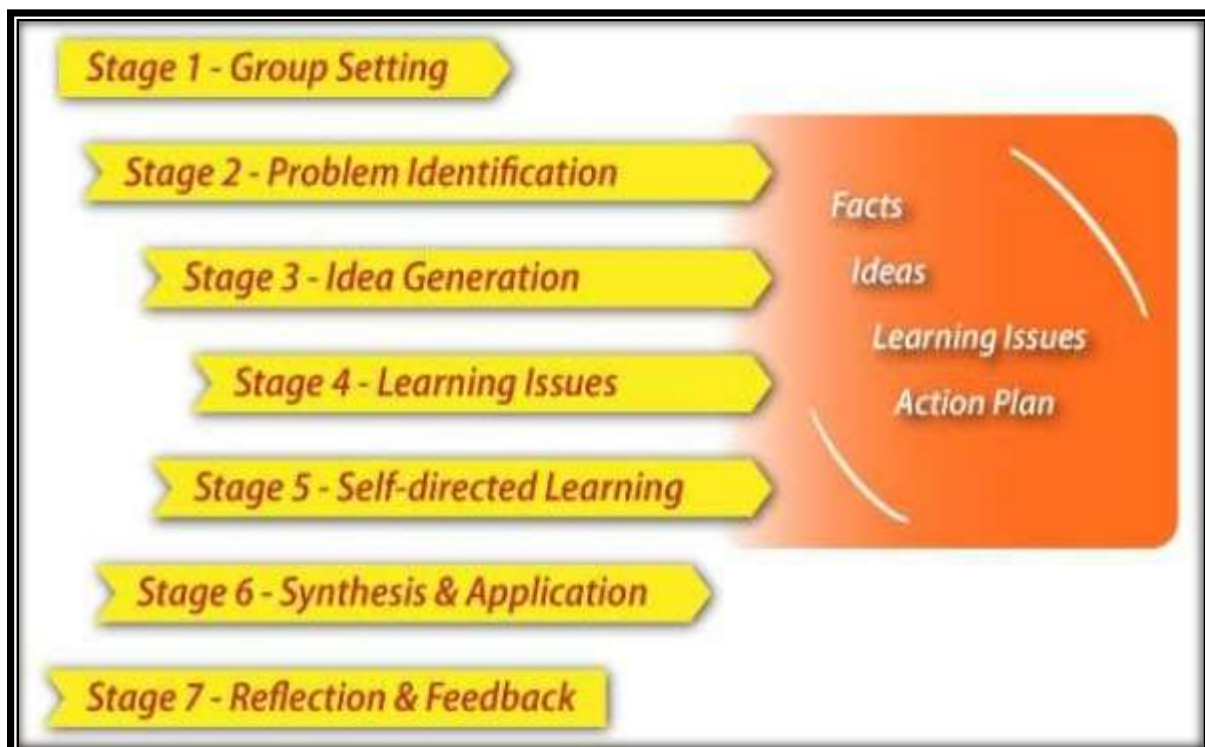 Stage 1 - Group Setting
Stage 2 - Problem Identification
Stage 3 - Idea Generation
Stage 4 - Learning Issues
Stage 5 - Self-directed Learning
Stage 6 - Synthesis & Application
Stage 7 - Reflection & Feedback
Facts
Ideas
Learning Issues
Action Plan